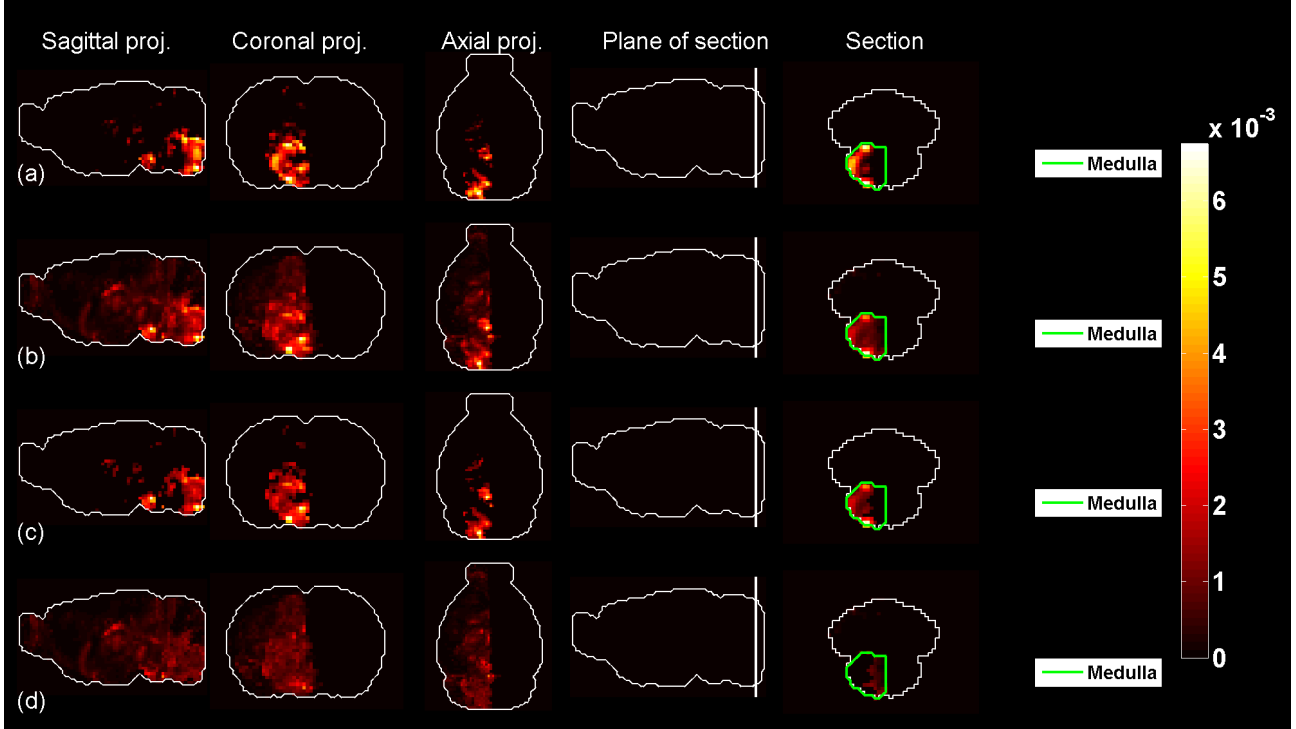 Sagittal proj. Coronal proj. Axial proj. Plane of section Section
x 10⁻³
(a) Medulla
6
5
(b) Medulla
4
3
(c) Medulla
2
1
(d) Medulla
0